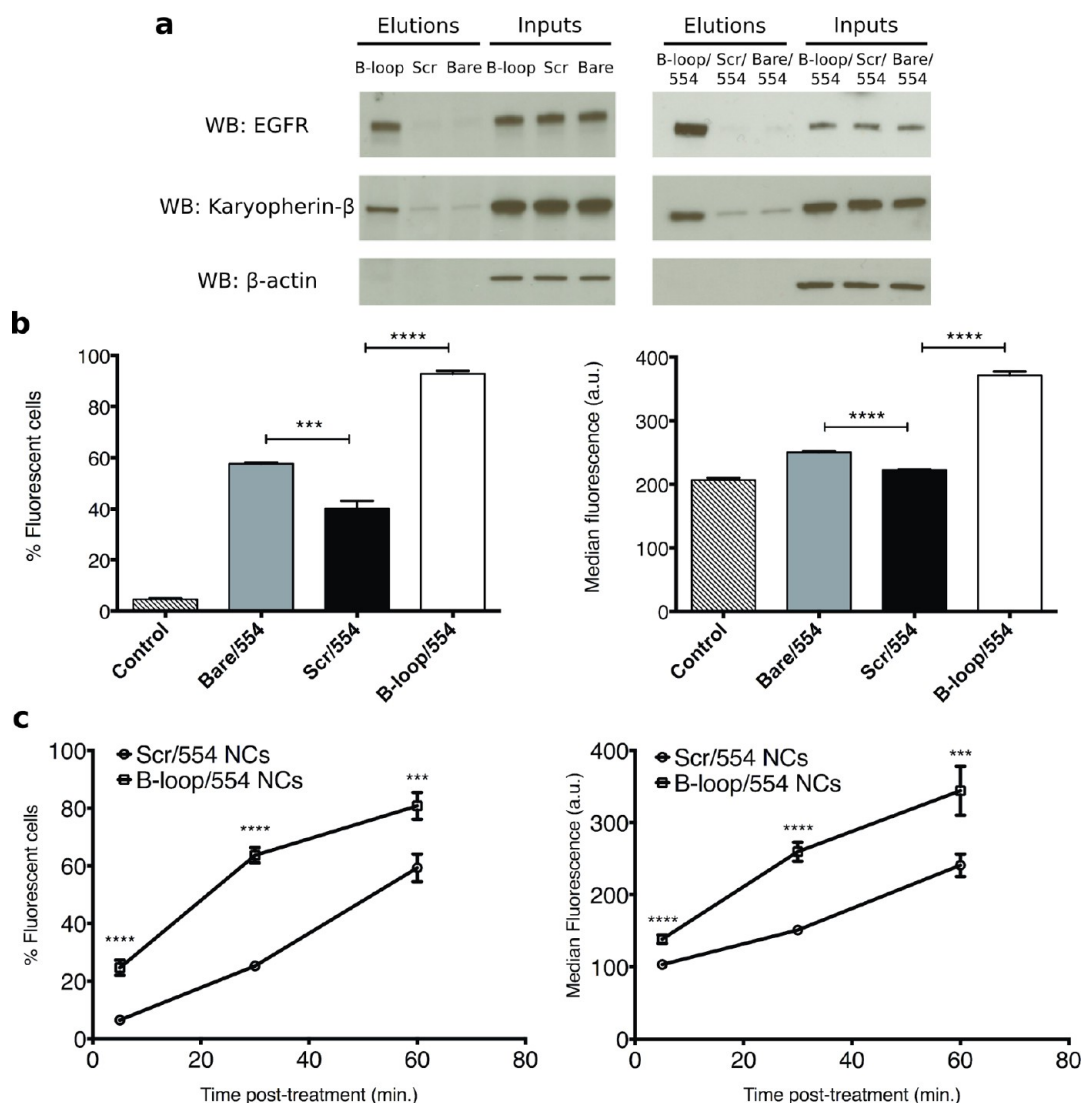 a
Elutions Inputs
B-loop Scr Bare B-loop Scr Bare
WB: EGFR
WB: Karyopherin-β
WB: β-actin
Elutions Inputs
B-loop/ Scr/ Bare/ B-loop/ Scr/ Bare/
554 554 554 554 554 554
b
% Fluorescent cells
100
80
60
40
20
0
***
****
Control Bare/554 Scr/554 B-loop/554
Median fluorescence (a.u.)
400
300
200
100
0
****
****
Control Bare/554 Scr/554 B-loop/554
c
% Fluorescent cells
100
80
60
40
20
0
Scr/554 NCs
B-loop/554 NCs
****
****
***
0 20 40 60 80
Time post-treatment (min.)
Median Fluorescence (a.u.)
400
300
200
100
0
Scr/554 NCs
B-loop/554 NCs
****
****
***
0 20 40 60 80
Time post-treatment (min.)